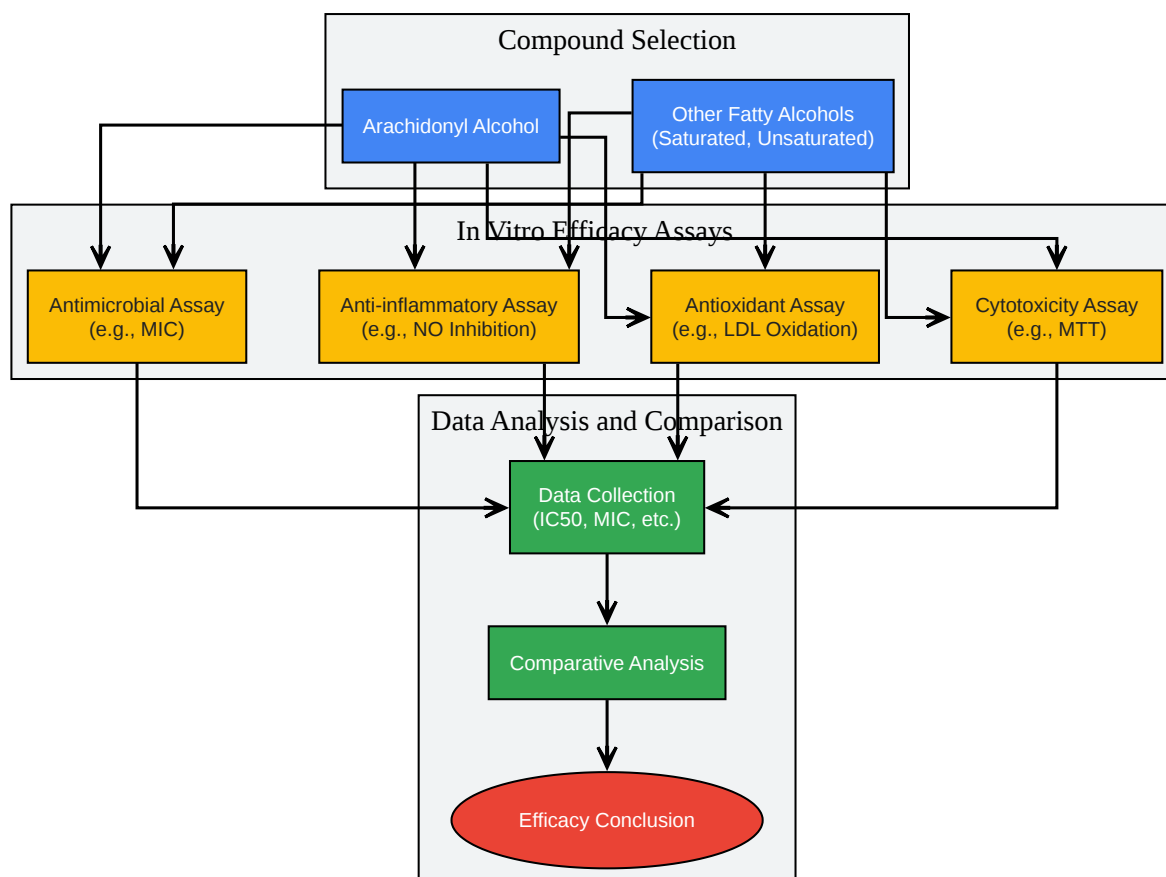 Compound Selection
Arachidonyl Alcohol
Other Fatty Alcohols
(Saturated, Unsaturated)
In Vitro Efficacy Assays
Antimicrobial Assay
(e.g., MIC)
Anti-inflammatory Assay
(e.g., NO Inhibition)
Antioxidant Assay
(e.g., LDL Oxidation)
Cytotoxicity Assay
(e.g., MTT)
Data Analysis and Comparison
Data Collection
(IC50, MIC, etc.)
Comparative Analysis
Efficacy Conclusion